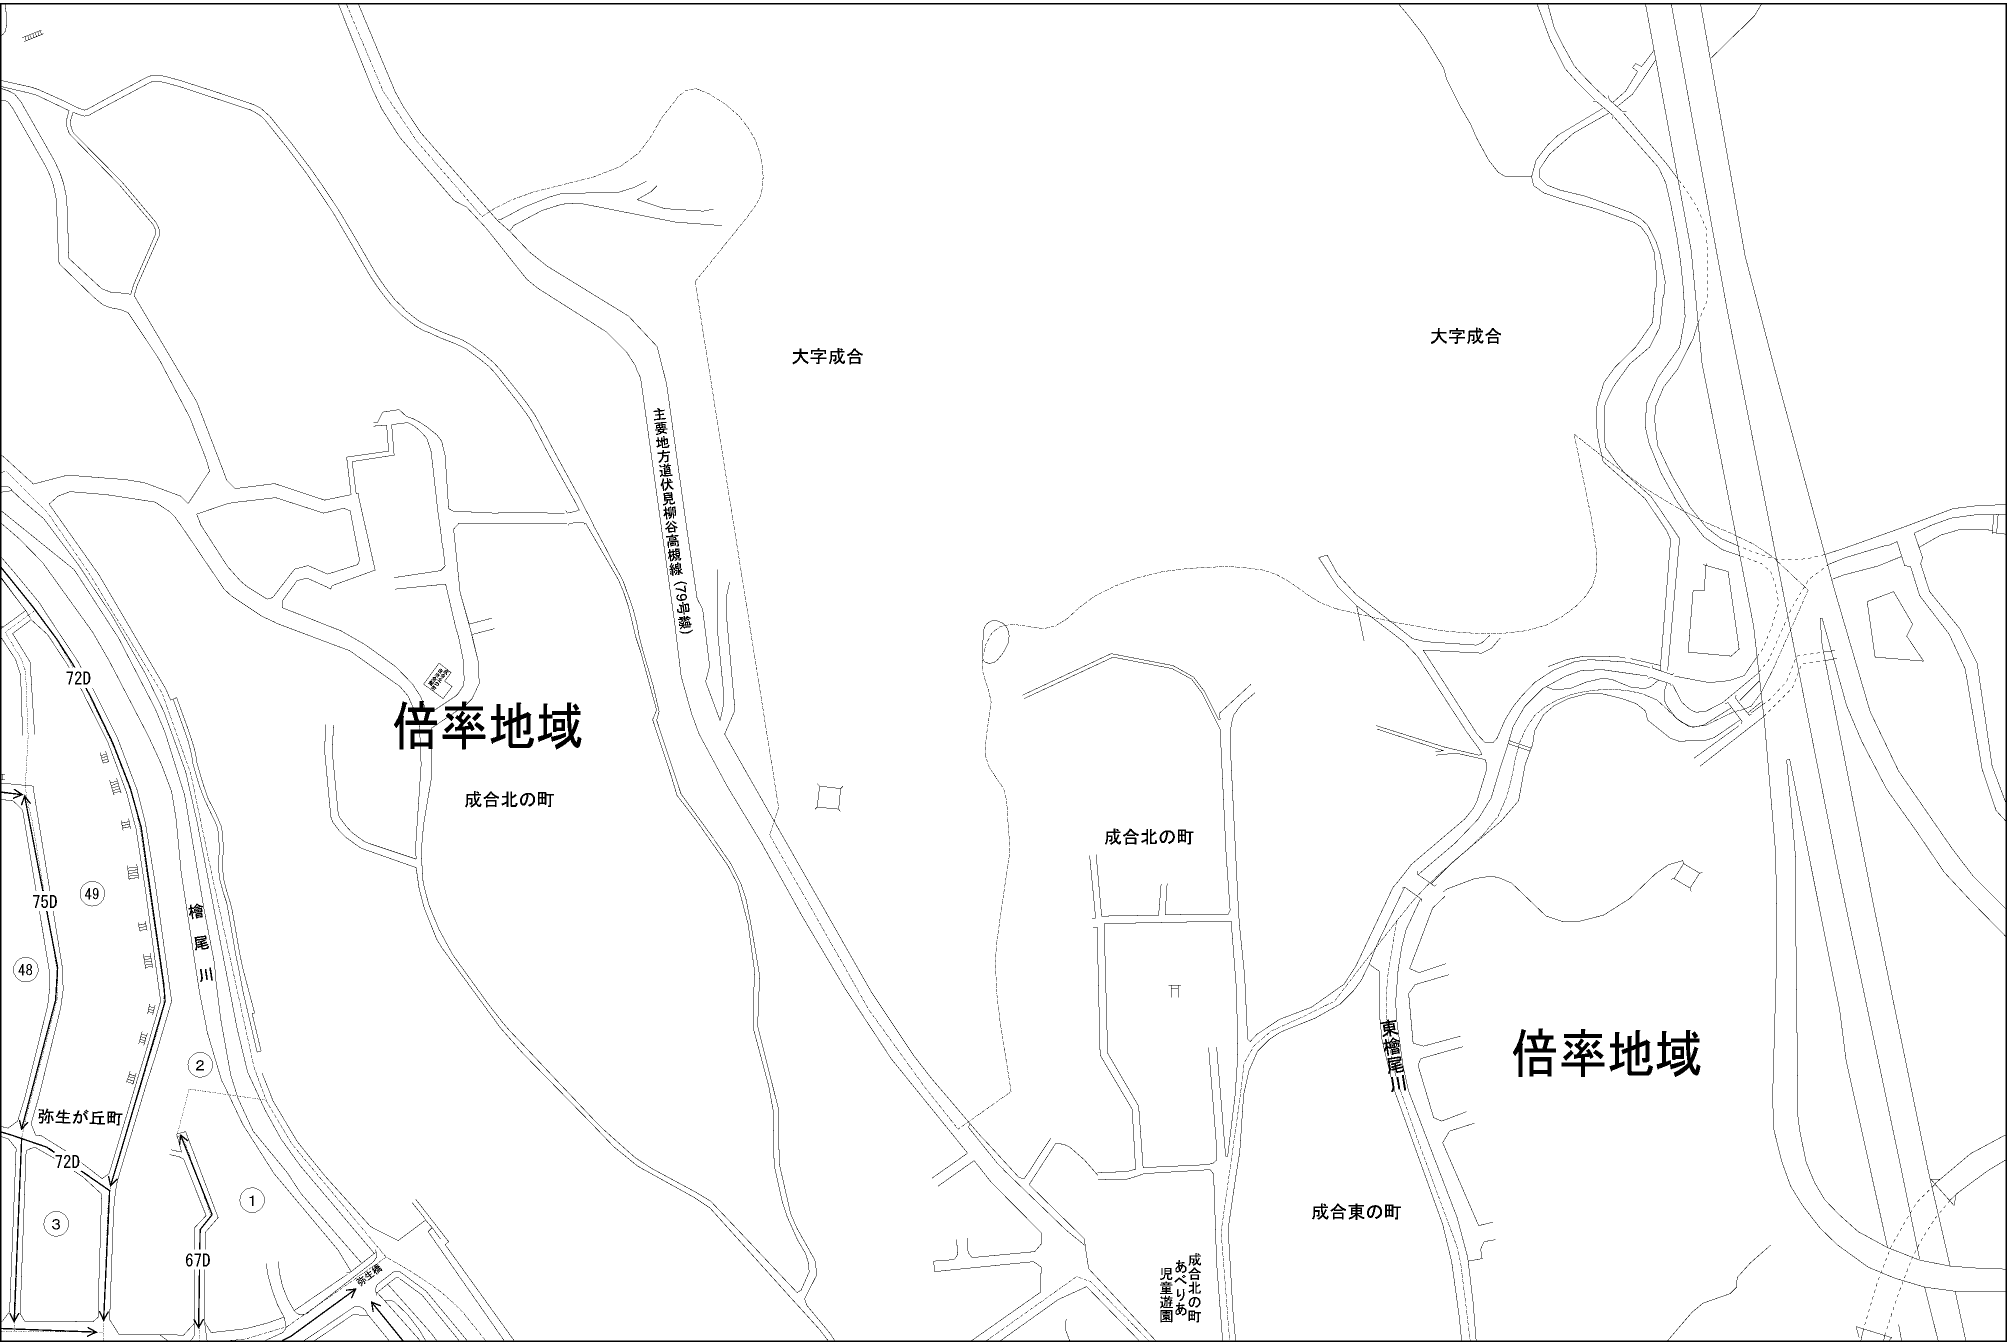 大字成合
大字成合
主要地方道伏見柳谷高槻線(79号線)
72D
倍率地域
成合北の町
成合北の町
75D
49
檜尾川
48
東檜尾川
倍率地域
2
弥生が丘町
72D
1
3
成合東の町
67D
弥生橋
成合北の町
あべりあ
児童遊園